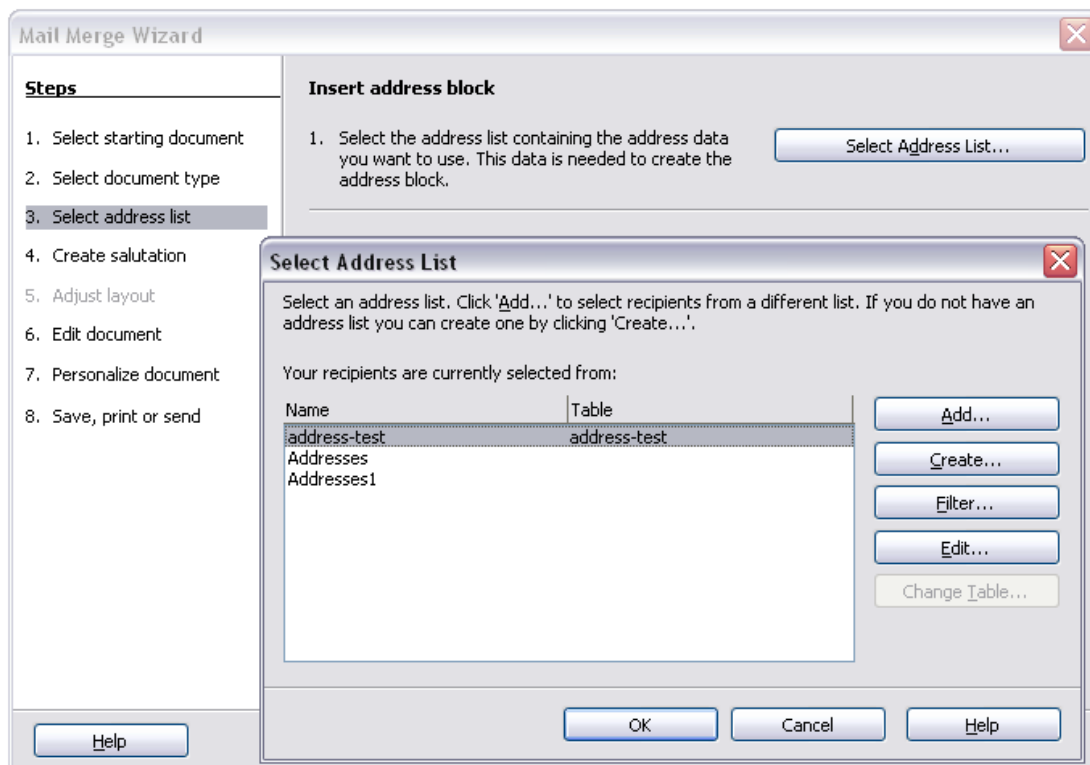 Mail Merge Wizard
Steps
1. Select starting document
2. Select document type
3. Select address list
4. Create salutation
5. Adjust layout
6. Edit document
7. Personalize document
8. Save, print or send
Help
Insert address block
1. Select the address list containing the address data
you want to use. This data is needed to create the
address block.
Select Address List...
Select Address List
Select an address list. Click 'Add...' to select recipients from a different list. If you do not have an
address list you can create one by clicking 'Create...'.
Your recipients are currently selected from:
Name Table
address-test address-test
Addresses
Addresses1
Add...
Create...
Filter...
Edit...
Change Table...
OK Cancel Help